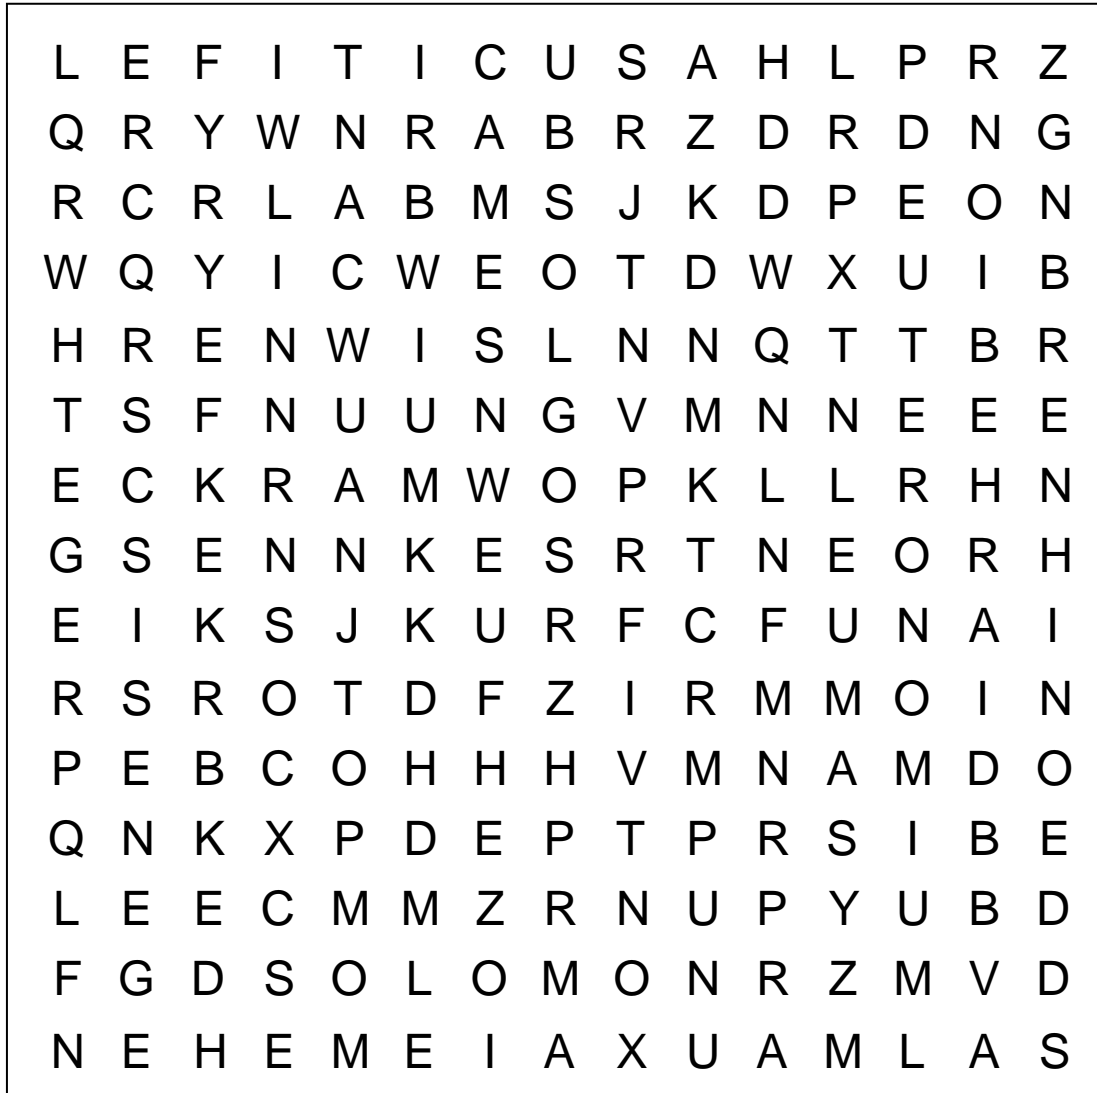 L E F I T I C U S A H L P R Z
Q R Y W N R A B R Z D R D N G
R C R L A B M S J K D P E O N
W Q Y I C W E O T D W X U I B
H R E N W I S L N N Q T T B R
T S F N U U N G V M N N E E E
E C K R A M W O P K L L R H N
G S E N N K E S R T N E O R H
E I K S J K U R F C F U N A I
R S R O T D F Z I R M M O I N
P E B C O H H H V M N A M D O
Q N K X P D E P T P R S I B E
L E E C M M Z R N U P Y U B D
F G D S O L O M O N R Z M V D
N E H E M E I A X U A M L A S